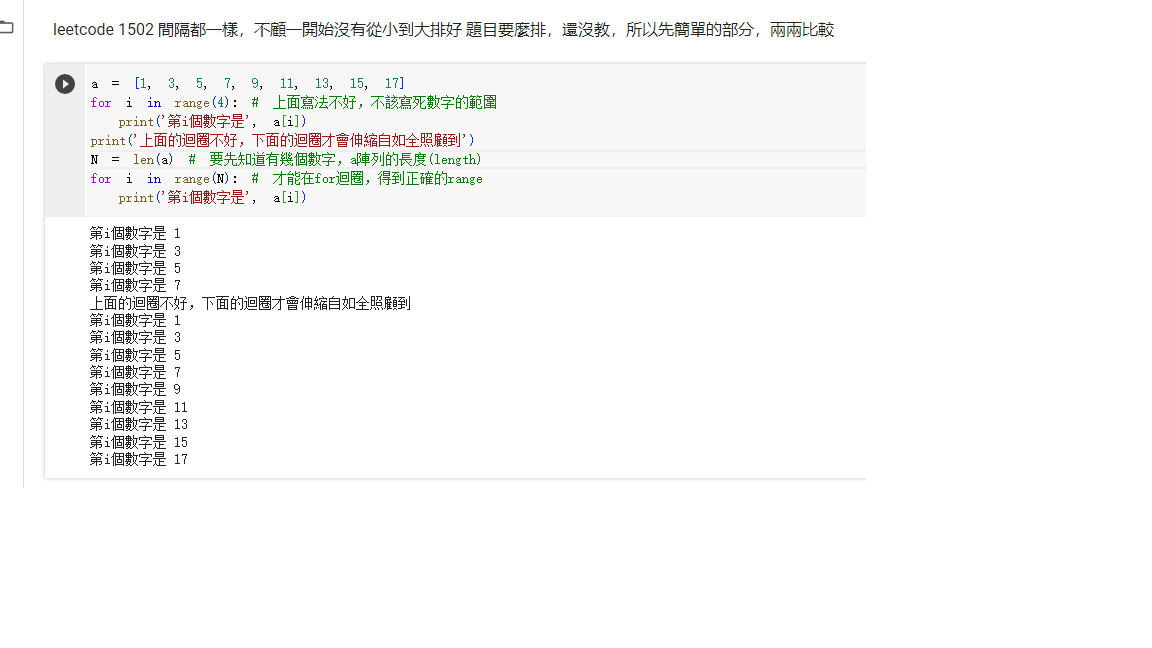 leetcode 1502 間隔都一樣，不顧一開始沒有從小到大排好 題目要麼排，還沒教，所以先簡單的部分，兩兩比較
a = [1, 3, 5, 7, 9, 11, 13, 15, 17]
for i in range(4): # 上面寫法不好，不該寫死數字的範圍
    print('第i個數字是', a[i])
print('上面的迴圈不好，下面的迴圈才會伸縮自如全照顧到')
N = len(a) # 要先知道有幾個數字，a陣列的長度(length)
for i in range(N): # 才能在for迴圈，得到正確的range
    print('第i個數字是', a[i])
第i個數字是 1
第i個數字是 3
第i個數字是 5
第i個數字是 7
上面的迴圈不好，下面的迴圈才會伸縮自如全照顧到
第i個數字是 1
第i個數字是 3
第i個數字是 5
第i個數字是 7
第i個數字是 9
第i個數字是 11
第i個數字是 13
第i個數字是 15
第i個數字是 17